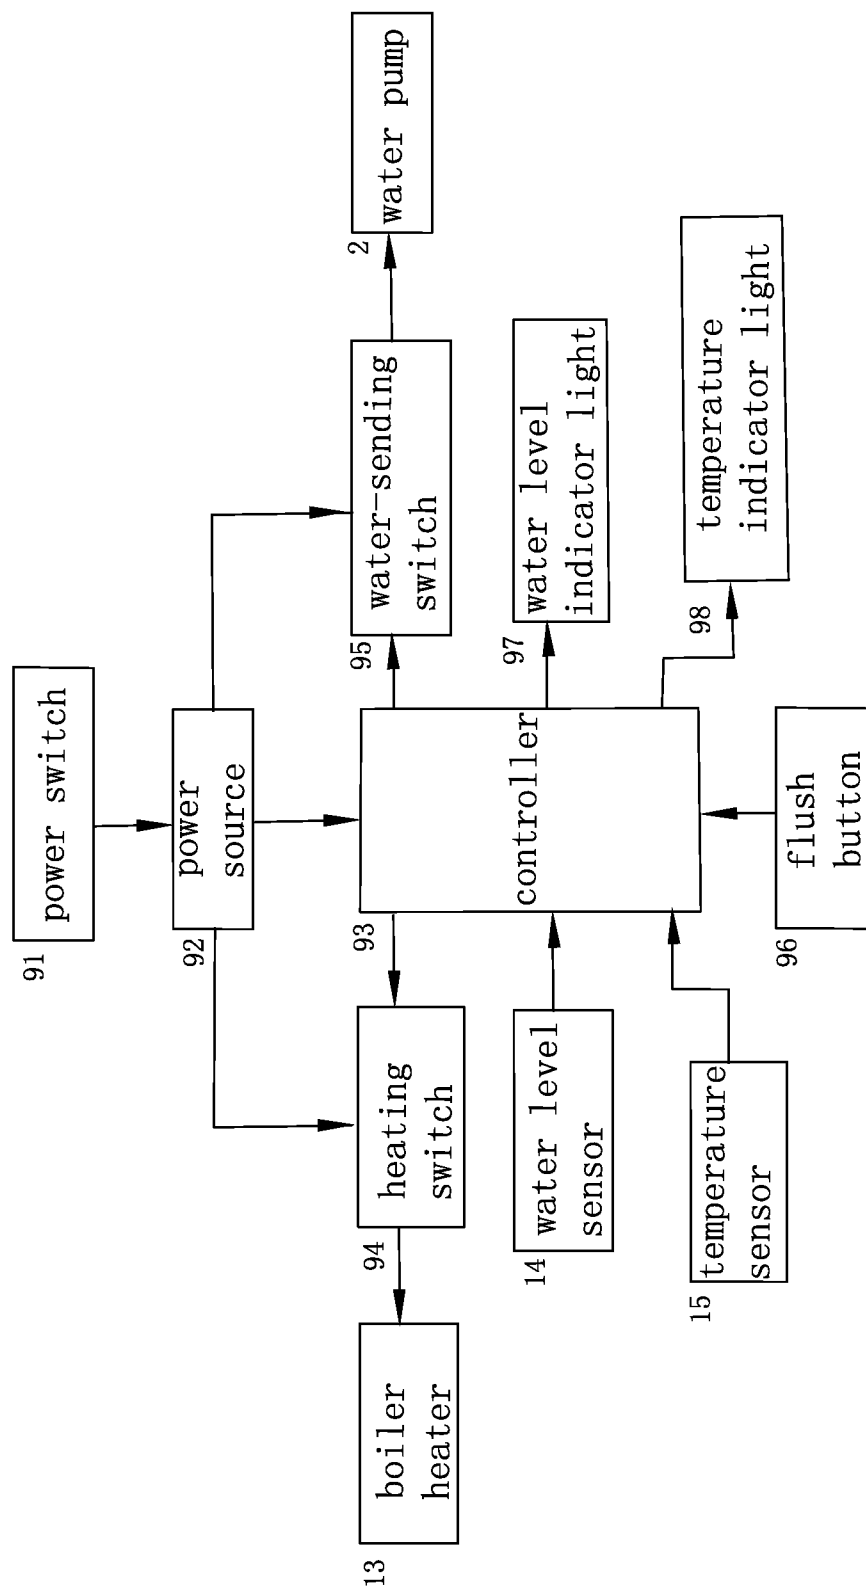 91
power switch
92
power
source
13
boiler
heater
94
heating
switch
93
controller
95
water-sending
switch
2
water pump
14
water level
sensor
97
water level
indicator light
15
temperature
sensor
98
temperature
indicator light
96
flush
button